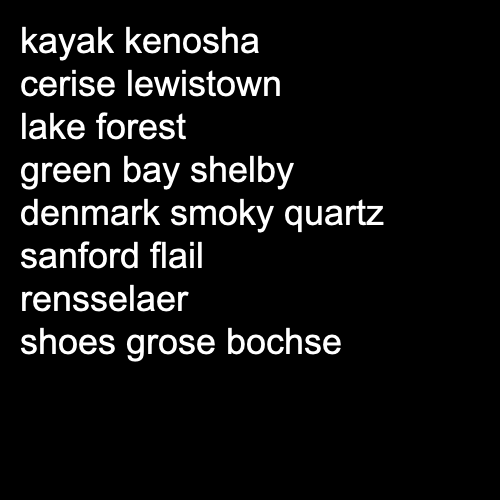 kayak kenosha
cerise lewistown
lake forest
green bay shelby
denmark smoky quartz
sanford flail
rensselaer
shoes grose bochse